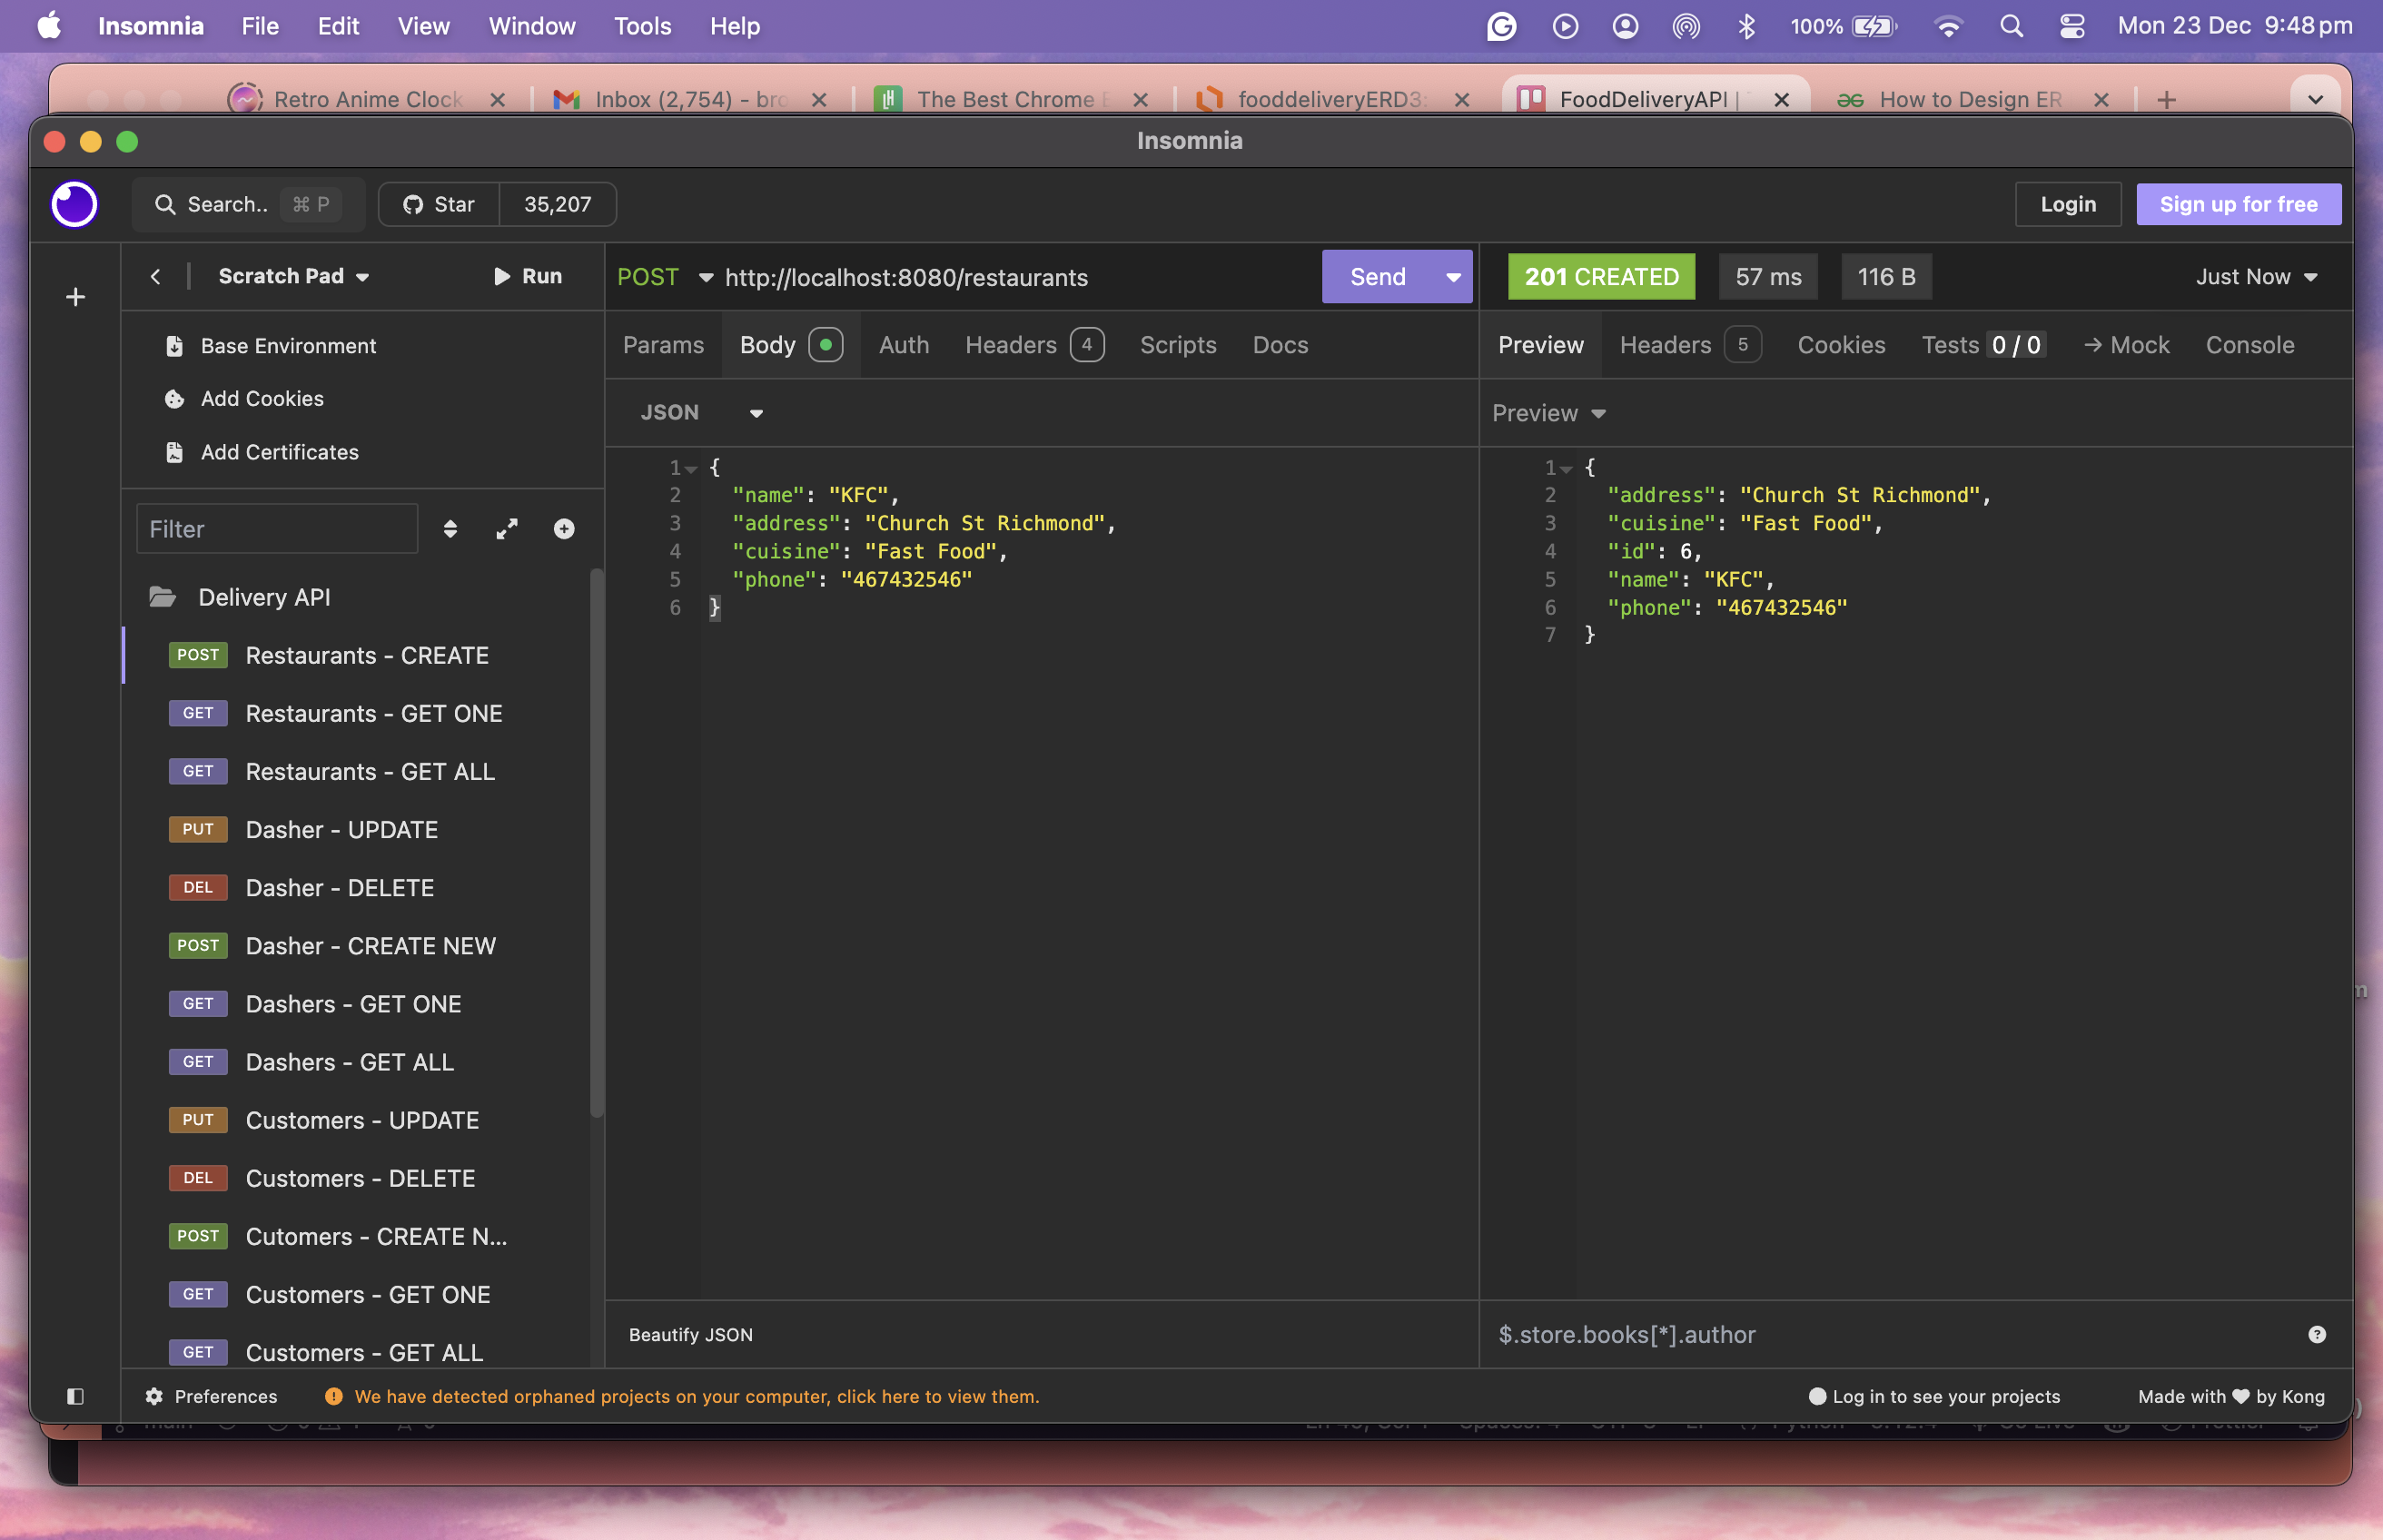 Insomnia File Edit View Window Tools Help 100% Mon 23 Dec 9:48 pm
Retro Anime Clock Inbox (2,754) - bro The Best Chrome E fooddeliveryERD3: FoodDeliveryAPI | How to Design ER
Insomnia
Search.. ⌘ P Star 35,207 Login Sign up for free
Scratch Pad Run POST http://localhost:8080/restaurants Send 201 CREATED 57 ms 116 B Just Now
Base Environment
Add Cookies
Add Certificates
Filter
Delivery API
POST Restaurants - CREATE
GET Restaurants - GET ONE
GET Restaurants - GET ALL
PUT Dasher - UPDATE
DEL Dasher - DELETE
POST Dasher - CREATE NEW
GET Dashers - GET ONE
GET Dashers - GET ALL
PUT Customers - UPDATE
DEL Customers - DELETE
POST Cutomers - CREATE N...
GET Customers - GET ONE
GET Customers - GET ALL
Params Body Auth Headers 4 Scripts Docs
JSON
1 {
2 "name": "KFC",
3 "address": "Church St Richmond",
4 "cuisine": "Fast Food",
5 "phone": "467432546"
6 }
Beautify JSON
Preview Headers 5 Cookies Tests 0 / 0 → Mock Console
Preview
1 {
2 "address": "Church St Richmond",
3 "cuisine": "Fast Food",
4 "id": 6,
5 "name": "KFC",
6 "phone": "467432546"
7 }
$.store.books[*].author
Preferences We have detected orphaned projects on your computer, click here to view them. Log in to see your projects Made with ♥ by Kong